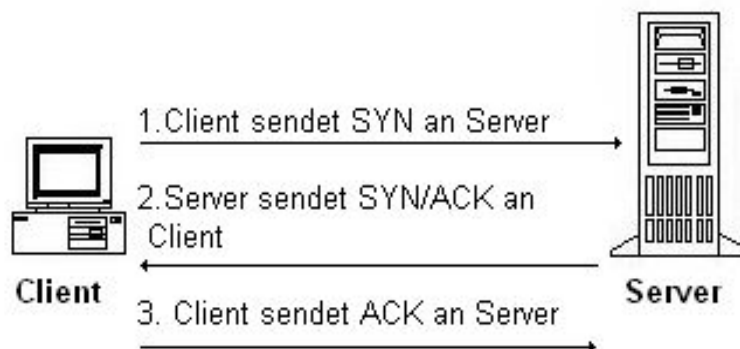 1.Client sendet SYN an Server
2.Server sendet SYN/ACK an
Client
Client
Server
3. Client sendet ACK an Server